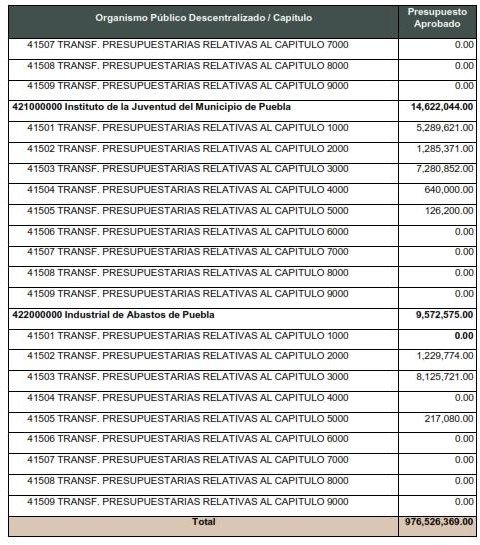 Organismo Público Descentralizado / Capitulo Presupuesto Aprobado
41507 TRANSF. PRESUPUESTARIAS RELATIVAS AL CAPITULO 7000 0.00
41508 TRANSF. PRESUPUESTARIAS RELATIVAS AL CAPITULO 8000 0.00
41509 TRANSF. PRESUPUESTARIAS RELATIVAS AL CAPITULO 9000 0.00
421000000 Instituto de la Juventud del Municipio de Puebla 14,622,044.00
41501 TRANSF. PRESUPUESTARIAS RELATIVAS AL CAPITULO 1000 5,289,621.00
41502 TRANSF. PRESUPUESTARIAS RELATIVAS AL CAPITULO 2000 1,285,371.00
41503 TRANSF. PRESUPUESTARIAS RELATIVAS AL CAPITULO 3000 7,280,852.00
41504 TRANSF. PRESUPUESTARIAS RELATIVAS AL CAPITULO 4000 640,000.00
41505 TRANSF. PRESUPUESTARIAS RELATIVAS AL CAPITULO 5000 126,200.00
41506 TRANSF. PRESUPUESTARIAS RELATIVAS AL CAPITULO 6000 0.00
41507 TRANSF. PRESUPUESTARIAS RELATIVAS AL CAPITULO 7000 0.00
41508 TRANSF. PRESUPUESTARIAS RELATIVAS AL CAPITULO 8000 0.00
41509 TRANSF. PRESUPUESTARIAS RELATIVAS AL CAPITULO 9000 0.00
422000000 Industrial de Abastos de Puebla 9,572,575.00
41501 TRANSF. PRESUPUESTARIAS RELATIVAS AL CAPITULO 1000 0.00
41502 TRANSF. PRESUPUESTARIAS RELATIVAS AL CAPITULO 2000 1,229,774.00
41503 TRANSF. PRESUPUESTARIAS RELATIVAS AL CAPITULO 3000 8,125,721.00
41504 TRANSF. PRESUPUESTARIAS RELATIVAS AL CAPITULO 4000 0.00
41505 TRANSF. PRESUPUESTARIAS RELATIVAS AL CAPITULO 5000 217,080.00
41506 TRANSF. PRESUPUESTARIAS RELATIVAS AL CAPITULO 6000 0.00
41507 TRANSF. PRESUPUESTARIAS RELATIVAS AL CAPITULO 7000 0.00
41508 TRANSF. PRESUPUESTARIAS RELATIVAS AL CAPITULO 8000 0.00
41509 TRANSF. PRESUPUESTARIAS RELATIVAS AL CAPITULO 9000 0.00
Total 976,526,369.00